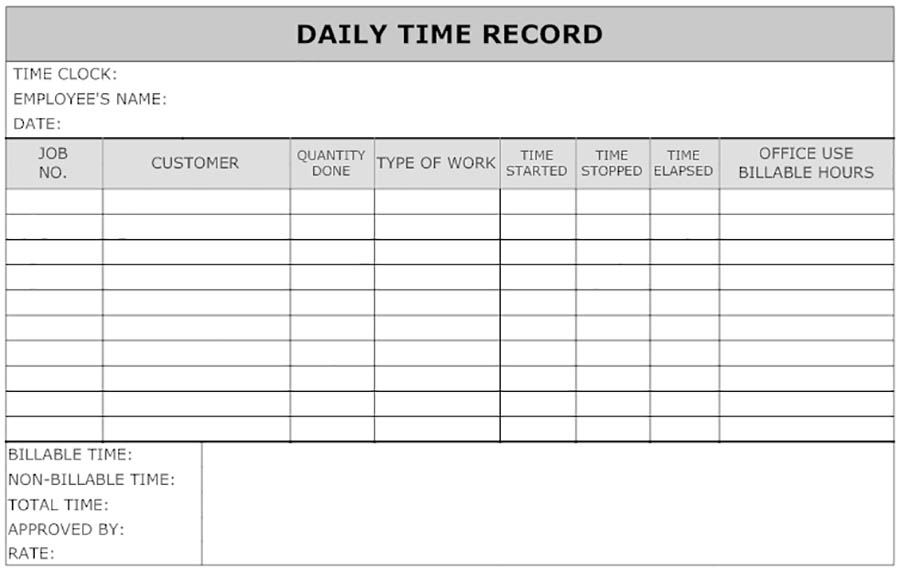 DAILY TIME RECORD
TIME CLOCK:
EMPLOYEE'S NAME:
DATE:
JOB
NO.
CUSTOMER
QUANTITY
DONE
TYPE OF WORK
TIME
STARTED
TIME
STOPPED
TIME
ELAPSED
OFFICE USE
BILLABLE HOURS
BILLABLE TIME:
NON-BILLABLE TIME:
TOTAL TIME:
APPROVED BY:
RATE: